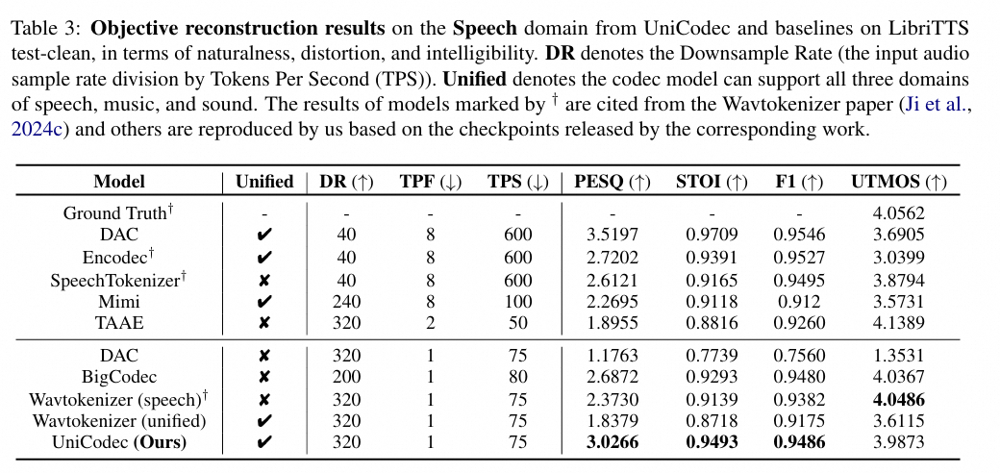 Table 3: Objective reconstruction results on the Speech domain from UniCodec and baselines on LibriTTS
test-clean, in terms of naturalness, distortion, and intelligibility. DR denotes the Downsample Rate (the input audio
sample rate division by Tokens Per Second (TPS)). Unified denotes the codec model can support all three domains
of speech, music, and sound. The results of models marked by † are cited from the Wavtokenizer paper (Ji et al.,
2024c) and others are reproduced by us based on the checkpoints released by the corresponding work.
Model Unified DR (↑) TPF (↓) TPS (↓) PESQ (↑) STOI (↑) F1 (↑) UTMOS (↑)
Ground Truth† - - - - - - - 4.0562
DAC ✔ 40 8 600 3.5197 0.9709 0.9546 3.6905
Encodec† ✔ 40 8 600 2.7202 0.9391 0.9527 3.0399
SpeechTokenizer† ✘ 40 8 600 2.6121 0.9165 0.9495 3.8794
Mimi ✔ 240 8 100 2.2695 0.9118 0.912 3.5731
TAAE ✘ 320 2 50 1.8955 0.8816 0.9260 4.1389
DAC ✘ 320 1 75 1.1763 0.7739 0.7560 1.3531
BigCodec ✘ 200 1 80 2.6872 0.9293 0.9480 4.0367
Wavtokenizer (speech)† ✘ 320 1 75 2.3730 0.9139 0.9382 4.0486
Wavtokenizer (unified) ✔ 320 1 75 1.8379 0.8718 0.9175 3.6115
UniCodec (Ours) ✔ 320 1 75 3.0266 0.9493 0.9486 3.9873